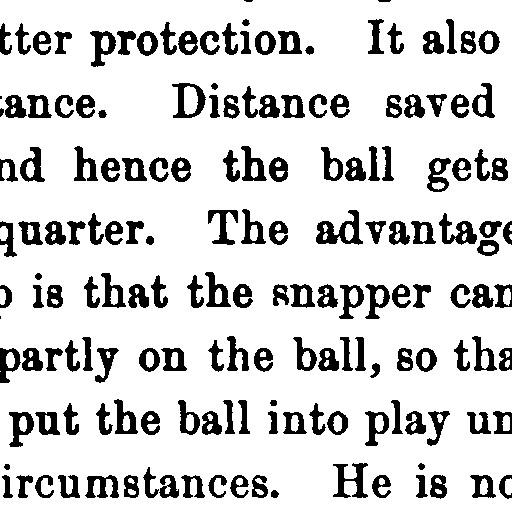 tter protection. It also
tance. Distance saved
nd hence the ball gets
quarter. The advantage
p is that the snapper can
partly on the ball, so tha
put the ball into play un
ircumstances. He is no